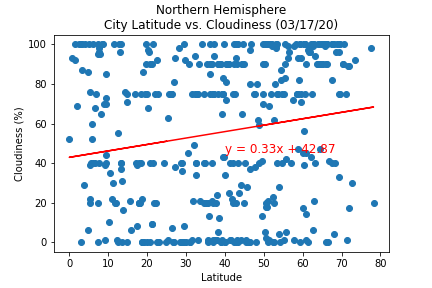 Northern Hemisphere
City Latitude vs. Cloudiness (03/17/20)
100
80
60
40
20
0
Cloudiness (%)
y = 0.33x + 42.87
0 10 20 30 40 50 60 70 80
Latitude